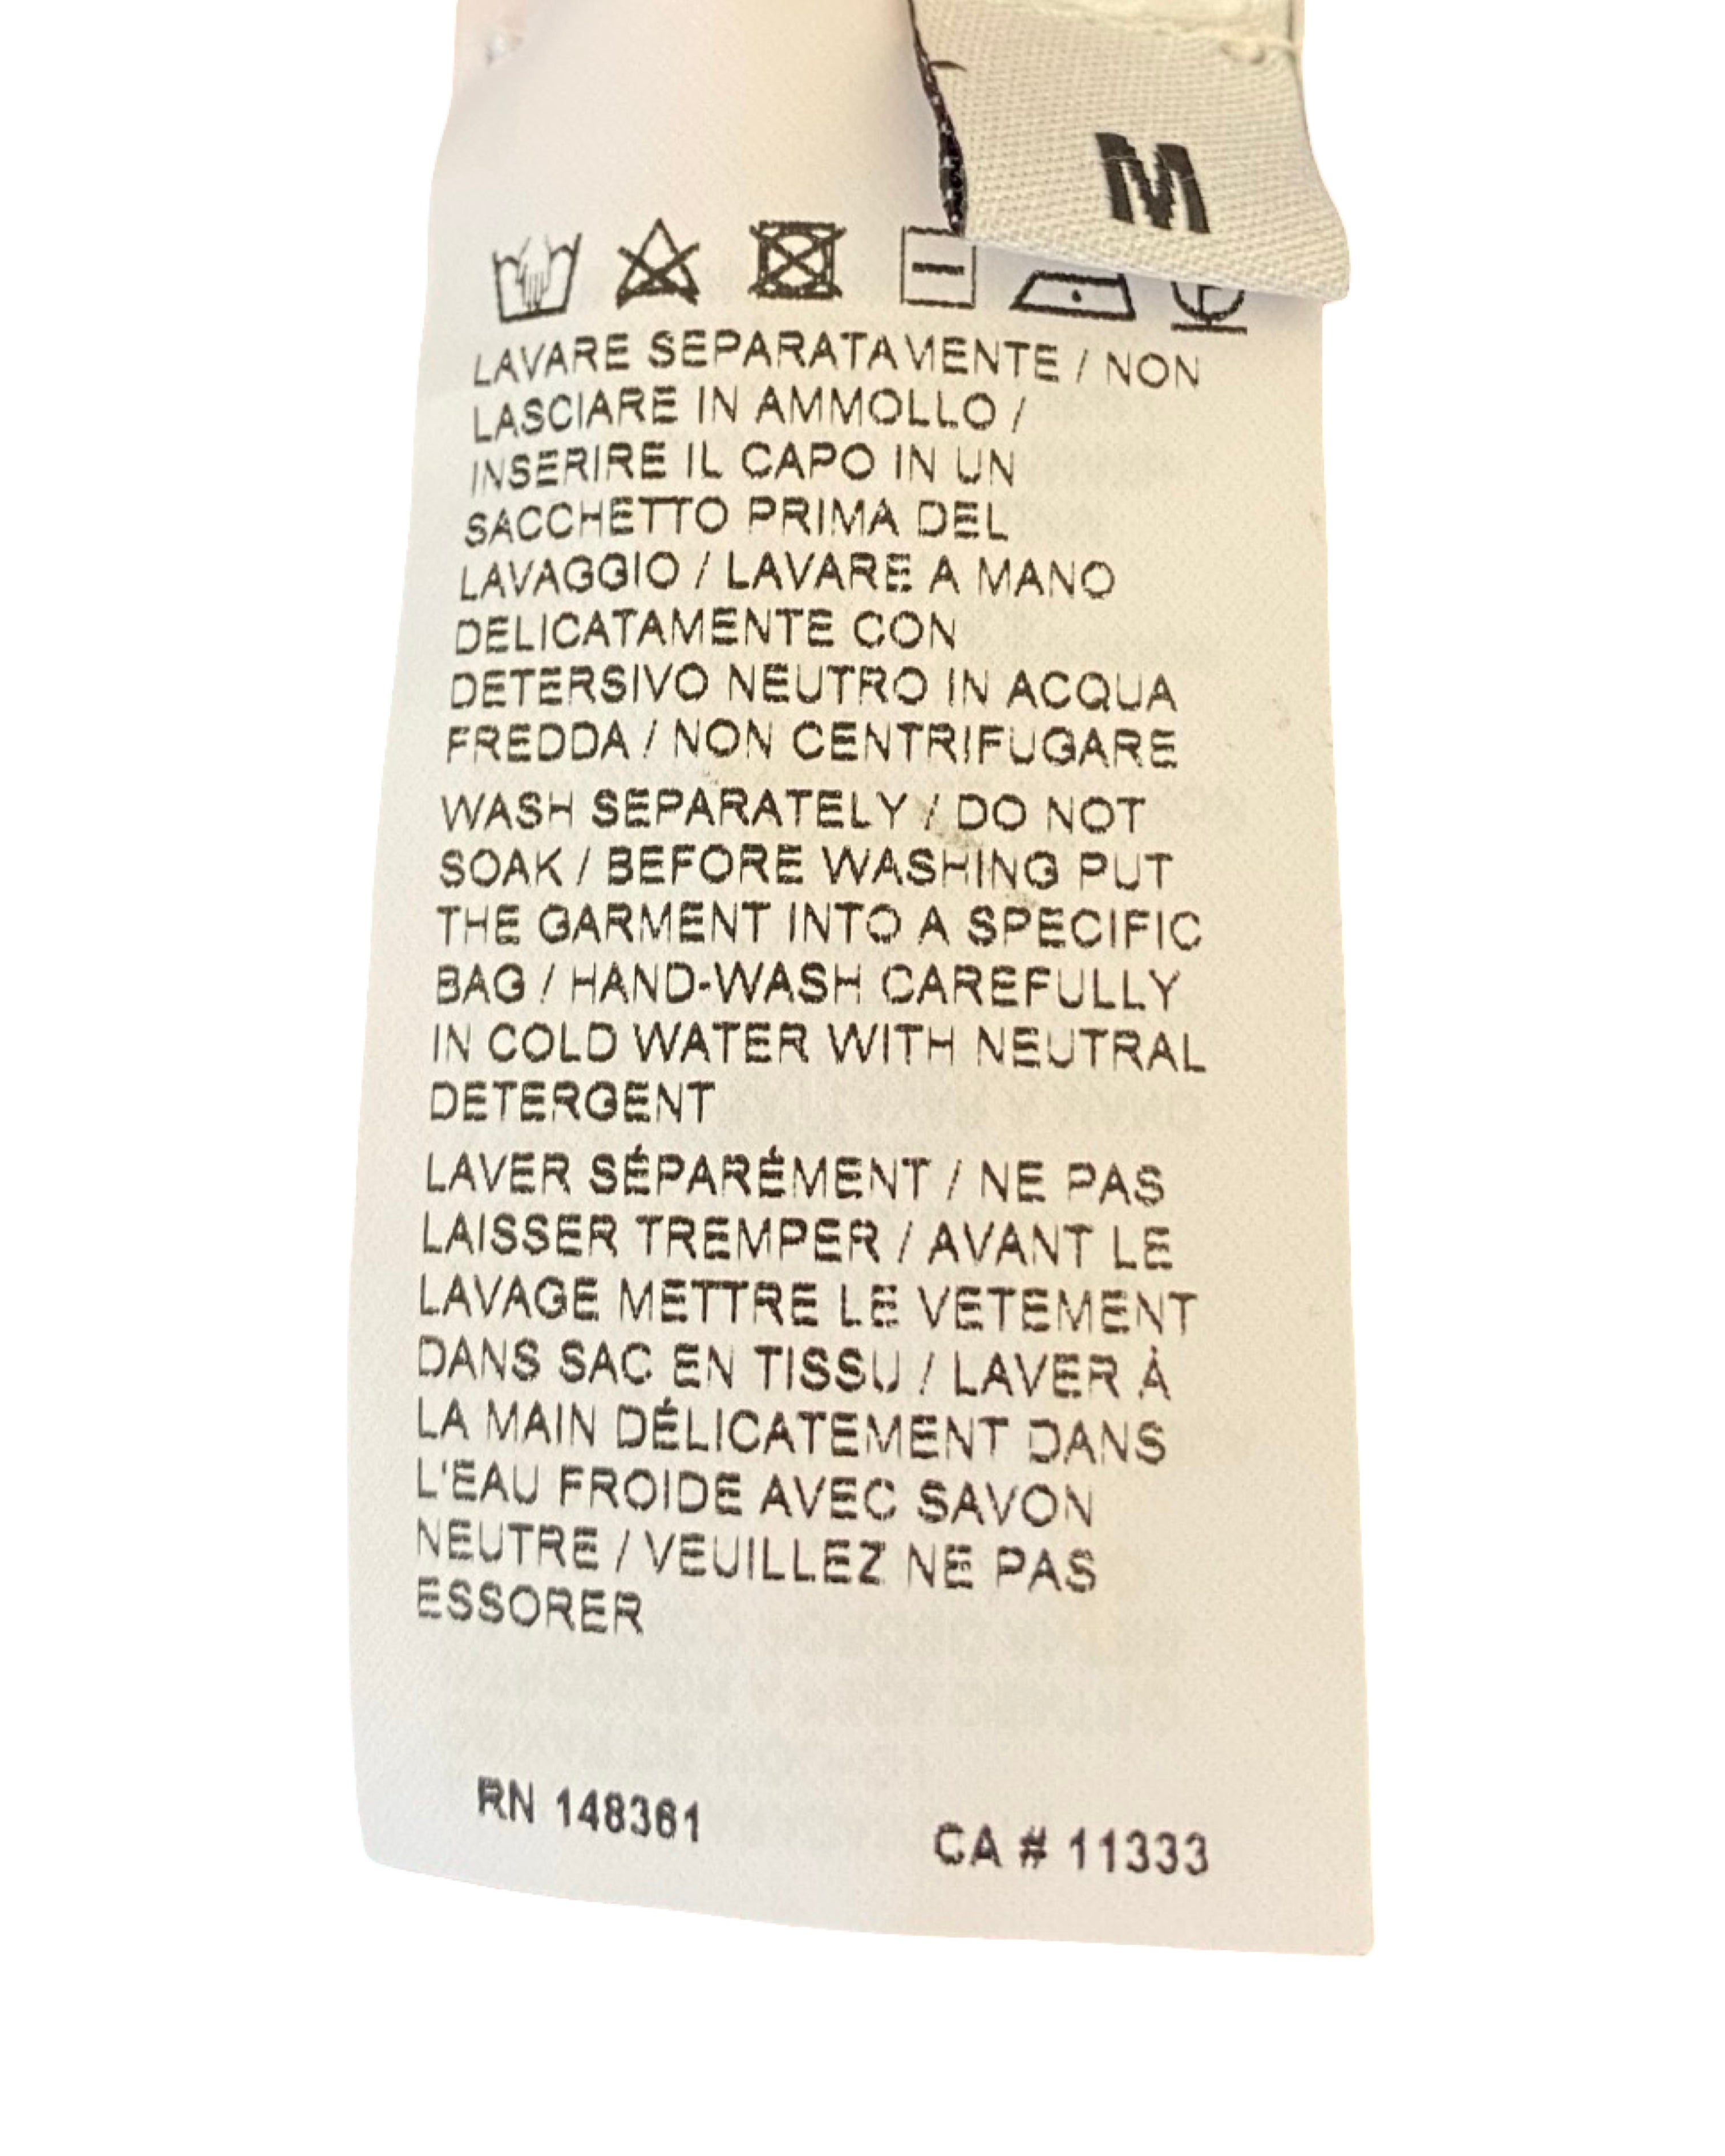 M
LAVARE SEPARATAMENTE / NON
LASCIARE IN AMMOLLO /
INSERIRE IL CAPO IN UN
SACCHETTO PRIMA DEL
LAVAGGIO / LAVARE A MANO
DELICATAMENTE CON
DETERSIVO NEUTRO IN ACQUA
FREDDA / NON CENTRIFUGARE
WASH SEPARATELY / DO NOT
SOAK / BEFORE WASHING PUT
THE GARMENT INTO A SPECIFIC
BAG / HAND-WASH CAREFULLY
IN COLD WATER WITH NEUTRAL
DETERGENT
LAVER SÉPARÉMENT / NE PAS
LAISSER TREMPER / AVANT LE
LAVAGE METTRE LE VETEMENT
DANS SAC EN TISSU / LAVER À
LA MAIN DÉLICATEMENT DANS
L'EAU FROIDE AVEC SAVON
NEUTRE / VEUILLEZ NE PAS
ESSORER
RN 148361
CA # 11333